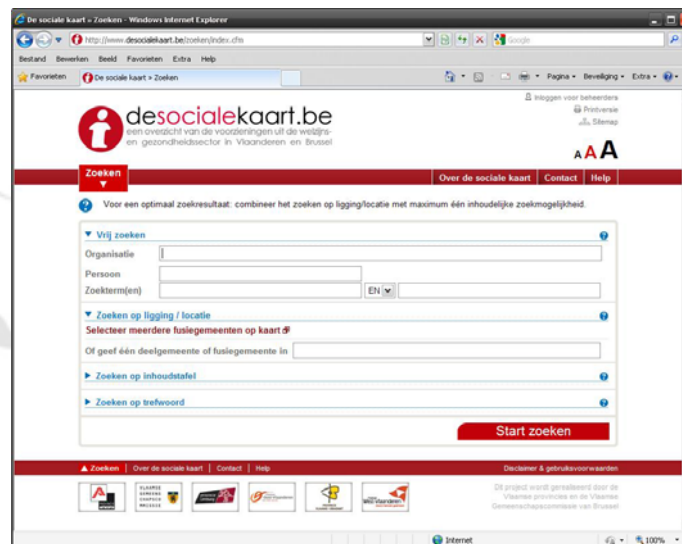 De sociale kaart » Zoeken - Windows Internet Explorer
http://www.desocialekaart.be/zoeken/index.cfm
Google
Bestand Bewerken Beeld Favorieten Extra Help
Favorieten De sociale kaart » Zoeken Pagina Beveiliging Extra
Inloggen voor beheerders
Printversie
Sitemap
desocialekaart.be
een overzicht van de voorzieningen uit de welzijns-
en gezondheidssector in Vlaanderen en Brussel
A A A
Zoeken
Over de sociale kaart Contact Help
Voor een optimaal zoekresultaat: combineer het zoeken op ligging/locatie met maximum één inhoudelijke zoekmogelijkheid.
Vrij zoeken
Organisatie
Persoon
Zoekterm(en) EN
Zoeken op ligging / locatie
Selecteer meerdere fusiegemeenten op kaart
Of geef één deelgemeente of fusiegemeente in
Zoeken op inhoudstafel
Zoeken op trefwoord
Start zoeken
Zoeken Over de sociale kaart Contact Help Disclaimer & gebruiksvoorwaarden
Dit project wordt gerealiseerd door de
Vlaamse provincies en de Vlaamse
Gemeenschapscommissie van Brussel
Internet 100%